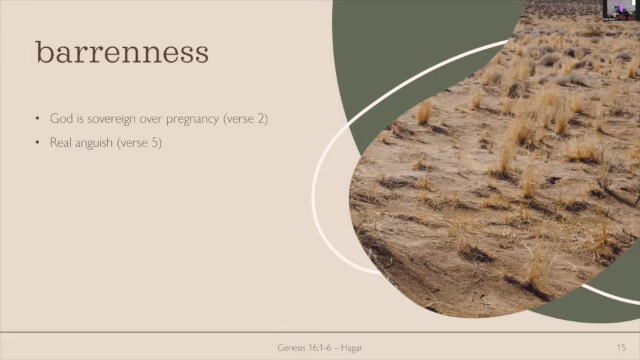 barrenness
• God is sovereign over pregnancy (verse 2)
• Real anguish (verse 5)
Genesis 16:1-6 – Hagar
15